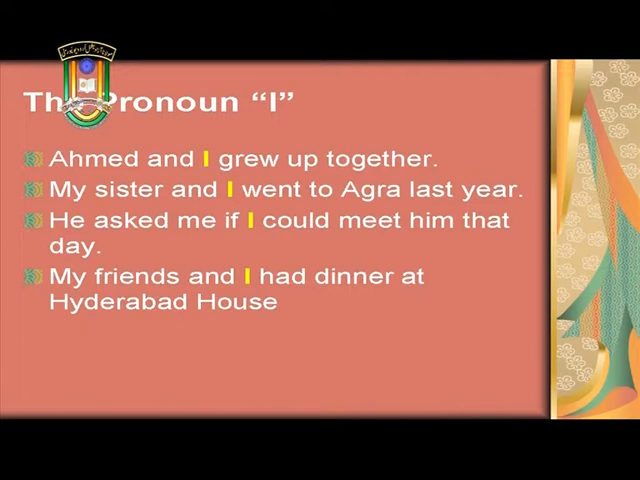 The Pronoun “I”
Ahmed and I grew up together.
My sister and I went to Agra last year.
He asked me if I could meet him that
day.
My friends and I had dinner at
Hyderabad House